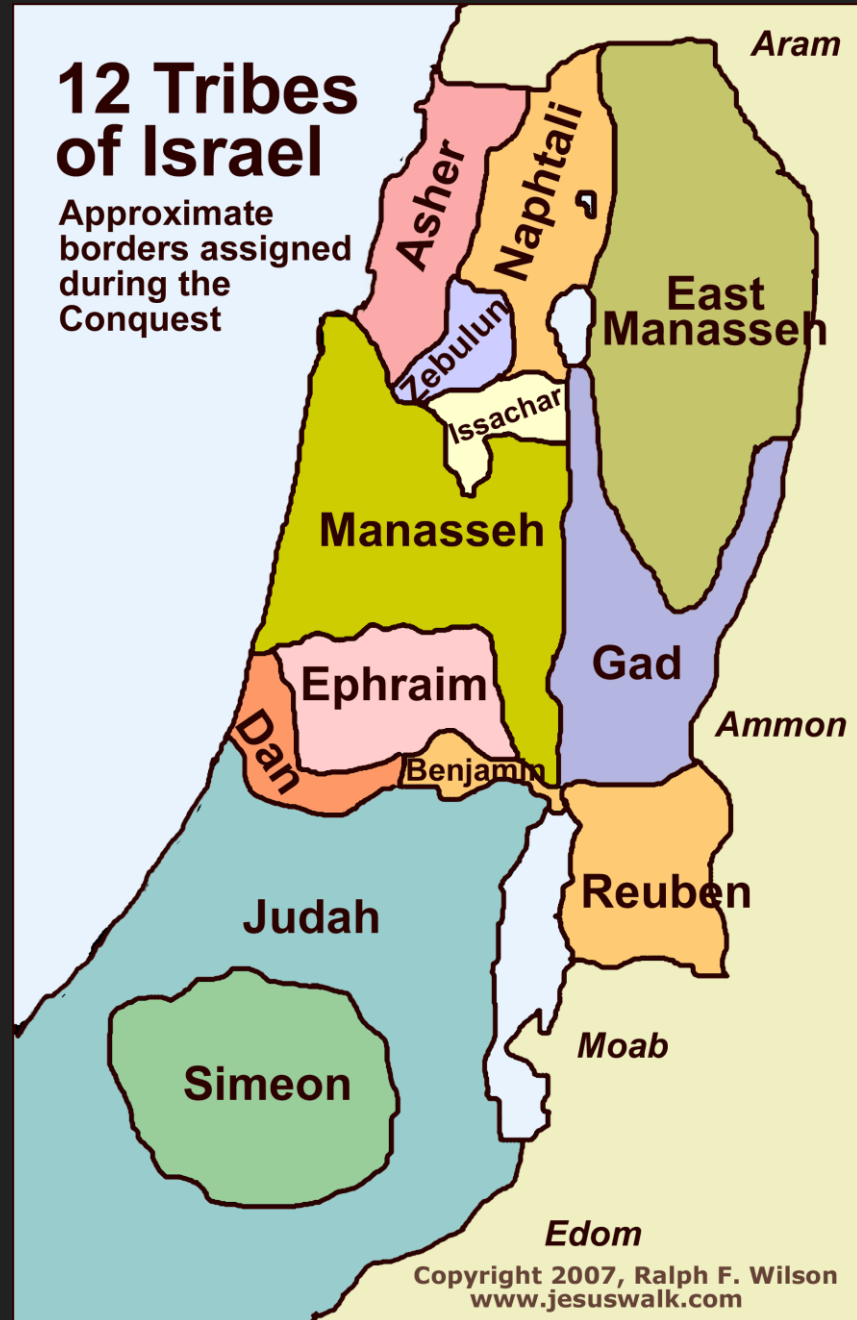 12 Tribes
of Israel
Approximate
borders assigned
during the
Conquest
Aram
Asher
Naphtali
East
Manasseh
Zebulun
Issachar
Manasseh
Gad
Ephraim
Dan
Ammon
Benjamin
Reuben
Judah
Moab
Simeon
Edom
Copyright 2007, Ralph F. Wilson
www.jesuswalk.com